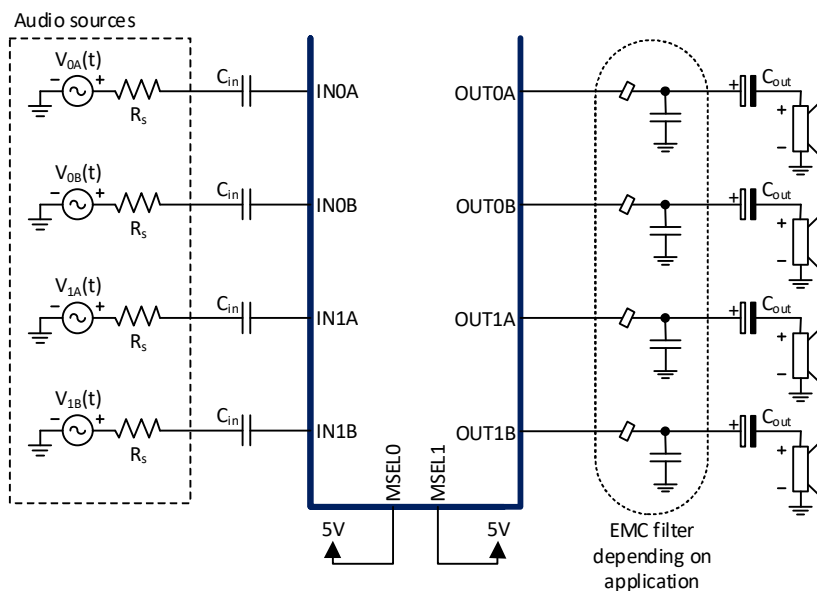 Audio sources
V0A(t)
− +
Rs
Cin
IN0A
OUT0A
+
Cout
+
−
V0B(t)
− +
Rs
Cin
IN0B
OUT0B
+
Cout
+
−
V1A(t)
− +
Rs
Cin
IN1A
OUT1A
+
Cout
+
−
V1B(t)
− +
Rs
Cin
IN1B
OUT1B
+
Cout
+
−
MSEL0
MSEL1
5V
5V
EMC filter
depending on
application